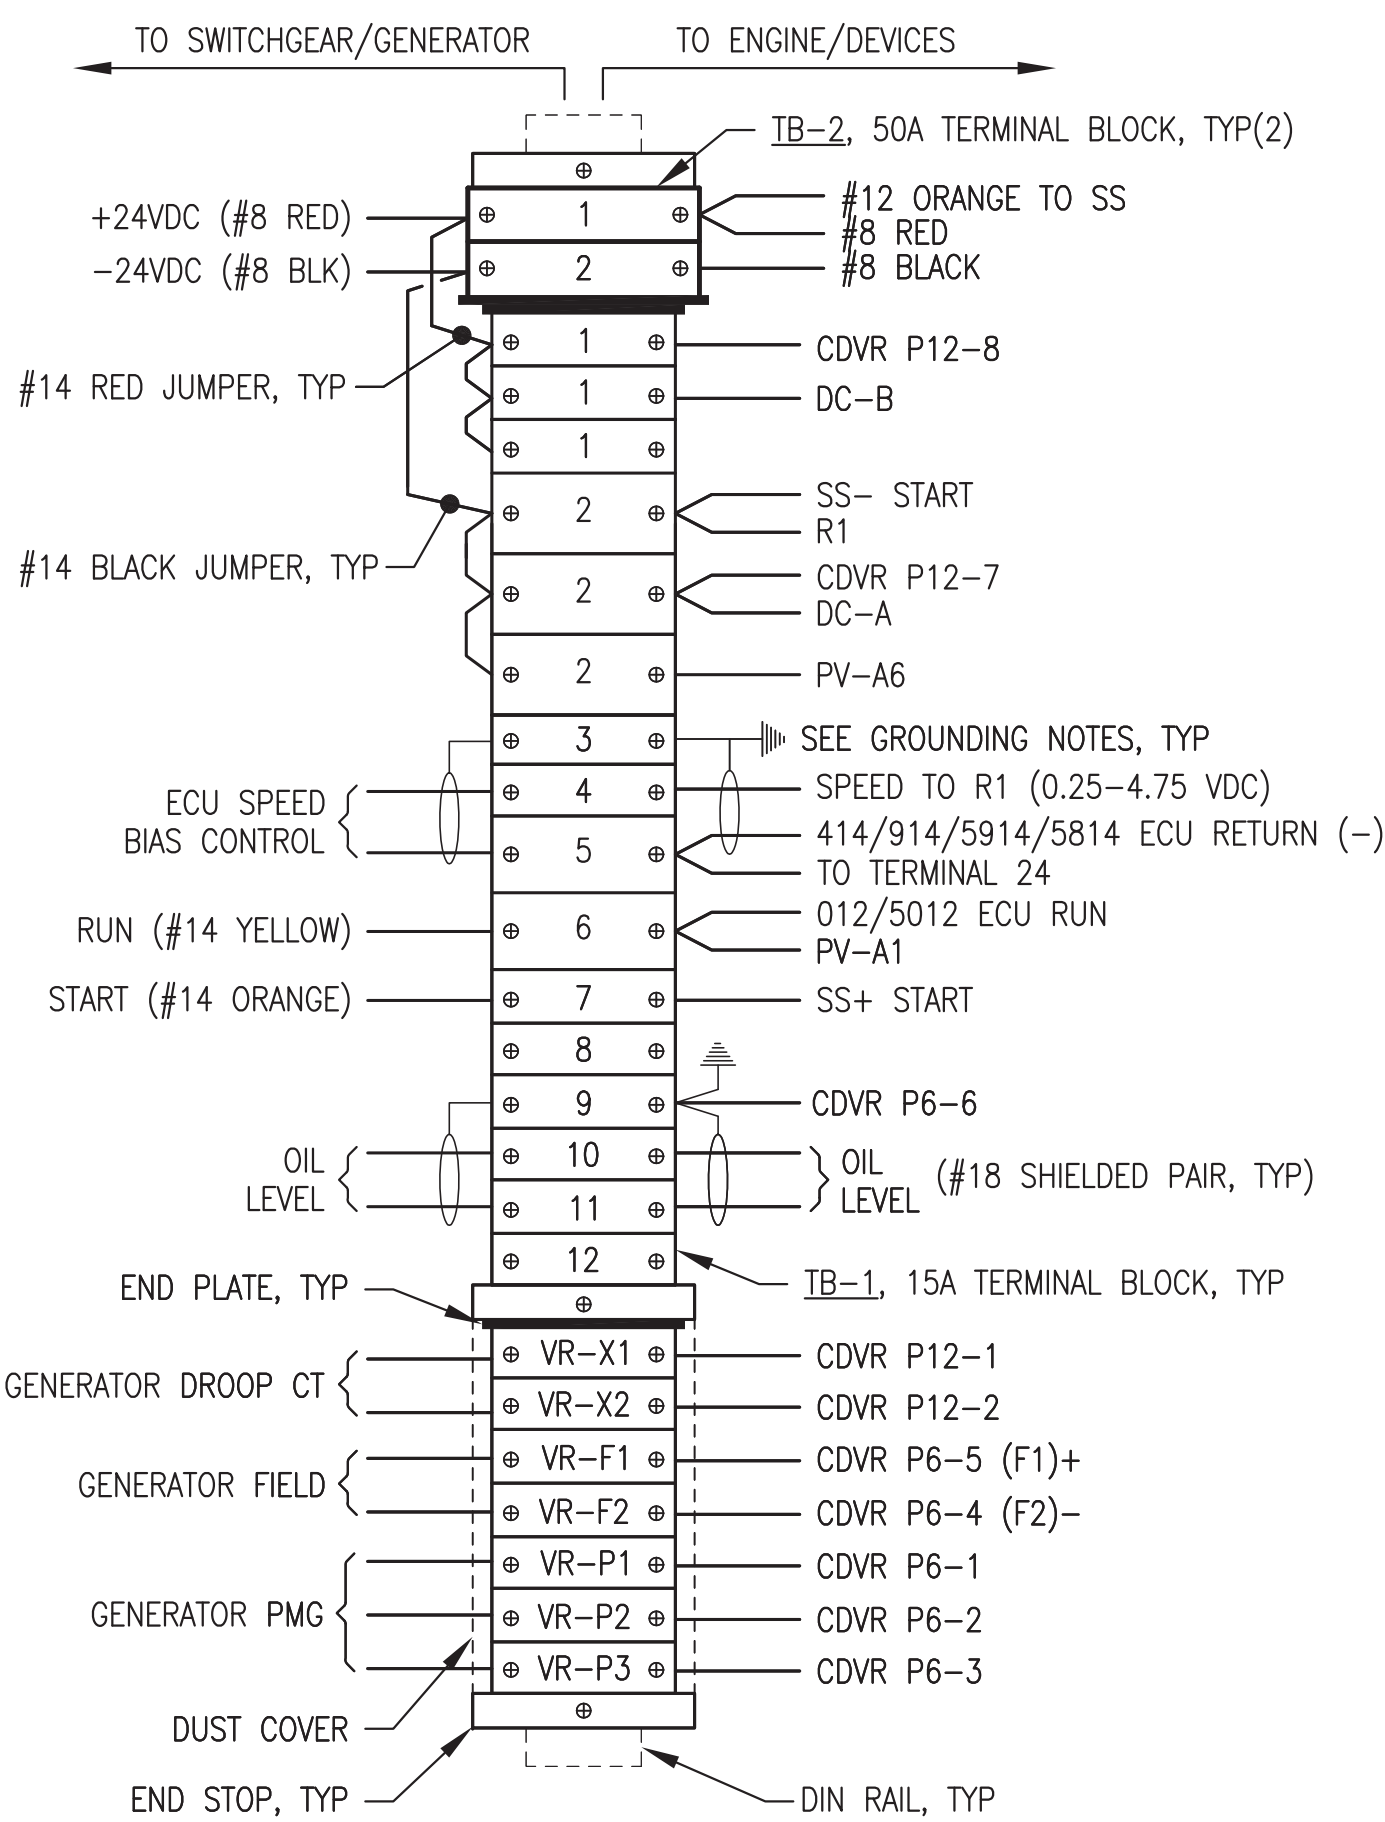 TO SWITCHGEAR/GENERATOR
TO ENGINE/DEVICES
TB-2, 50A TERMINAL BLOCK, TYP(2)
+24VDC (#8 RED)
1
#12 ORANGE TO SS
#8 RED
-24VDC (#8 BLK)
2
#8 BLACK
1
CDVR P12-8
#14 RED JUMPER, TYP
1
DC-B
1
2
SS- START
R1
#14 BLACK JUMPER, TYP
2
CDVR P12-7
DC-A
2
PV-A6
3
SEE GROUNDING NOTES, TYP
ECU SPEED
BIAS CONTROL
4
SPEED TO R1 (0.25-4.75 VDC)
5
414/914/5914/5814 ECU RETURN (-)
TO TERMINAL 24
RUN (#14 YELLOW)
6
012/5012 ECU RUN
PV-A1
START (#14 ORANGE)
7
SS+ START
8
9
CDVR P6-6
OIL
LEVEL
10
11
OIL
LEVEL
(#18 SHIELDED PAIR, TYP)
12
TB-1, 15A TERMINAL BLOCK, TYP
END PLATE, TYP
VR-X1
CDVR P12-1
GENERATOR DROOP CT
VR-X2
CDVR P12-2
VR-F1
CDVR P6-5 (F1)+
GENERATOR FIELD
VR-F2
CDVR P6-4 (F2)-
VR-P1
CDVR P6-1
GENERATOR PMG
VR-P2
CDVR P6-2
VR-P3
CDVR P6-3
DUST COVER
END STOP, TYP
DIN RAIL, TYP